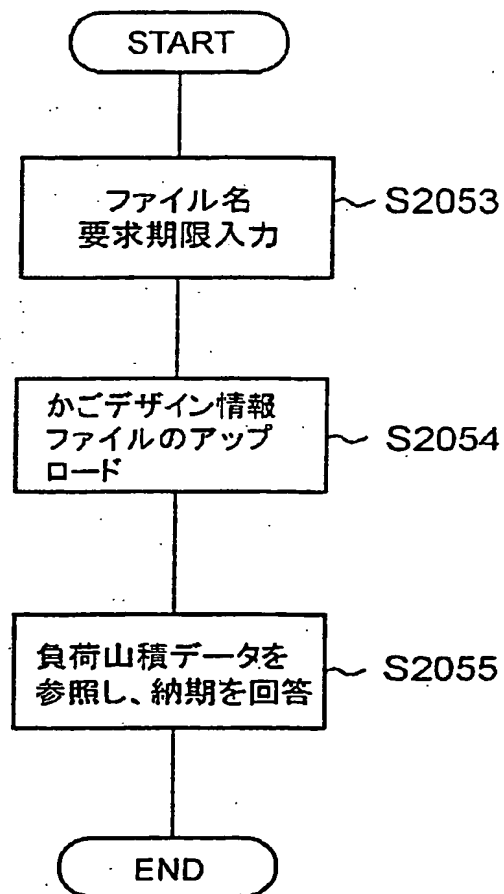 START
ファイル名
要求期限入力
S2053
かごデザイン情報
ファイルのアップ
ロード
S2054
負荷山積データを
参照し、納期を回答
S2055
END